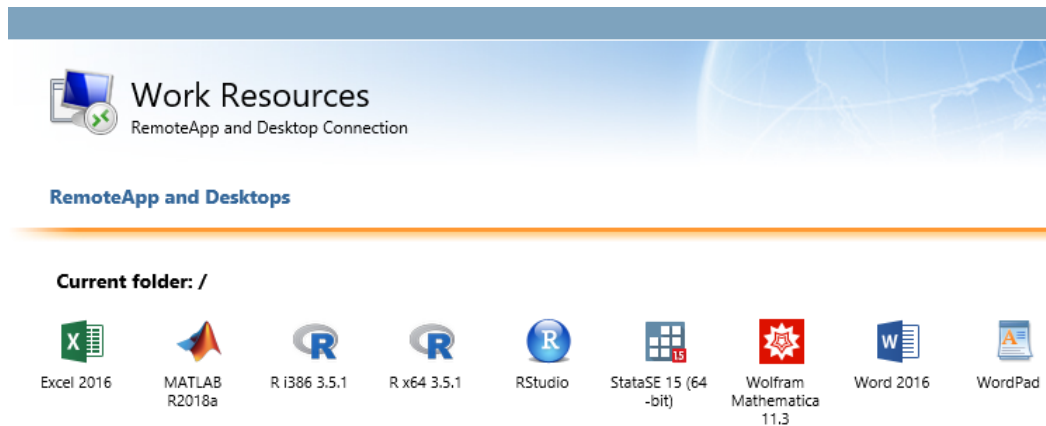 Work Resources
RemoteApp and Desktop Connection
RemoteApp and Desktops
Current folder: /
Excel 2016
MATLAB
R2018a
R i386 3.5.1
R x64 3.5.1
RStudio
StataSE 15 (64
-bit)
Wolfram
Mathematica
11.3
Word 2016
WordPad